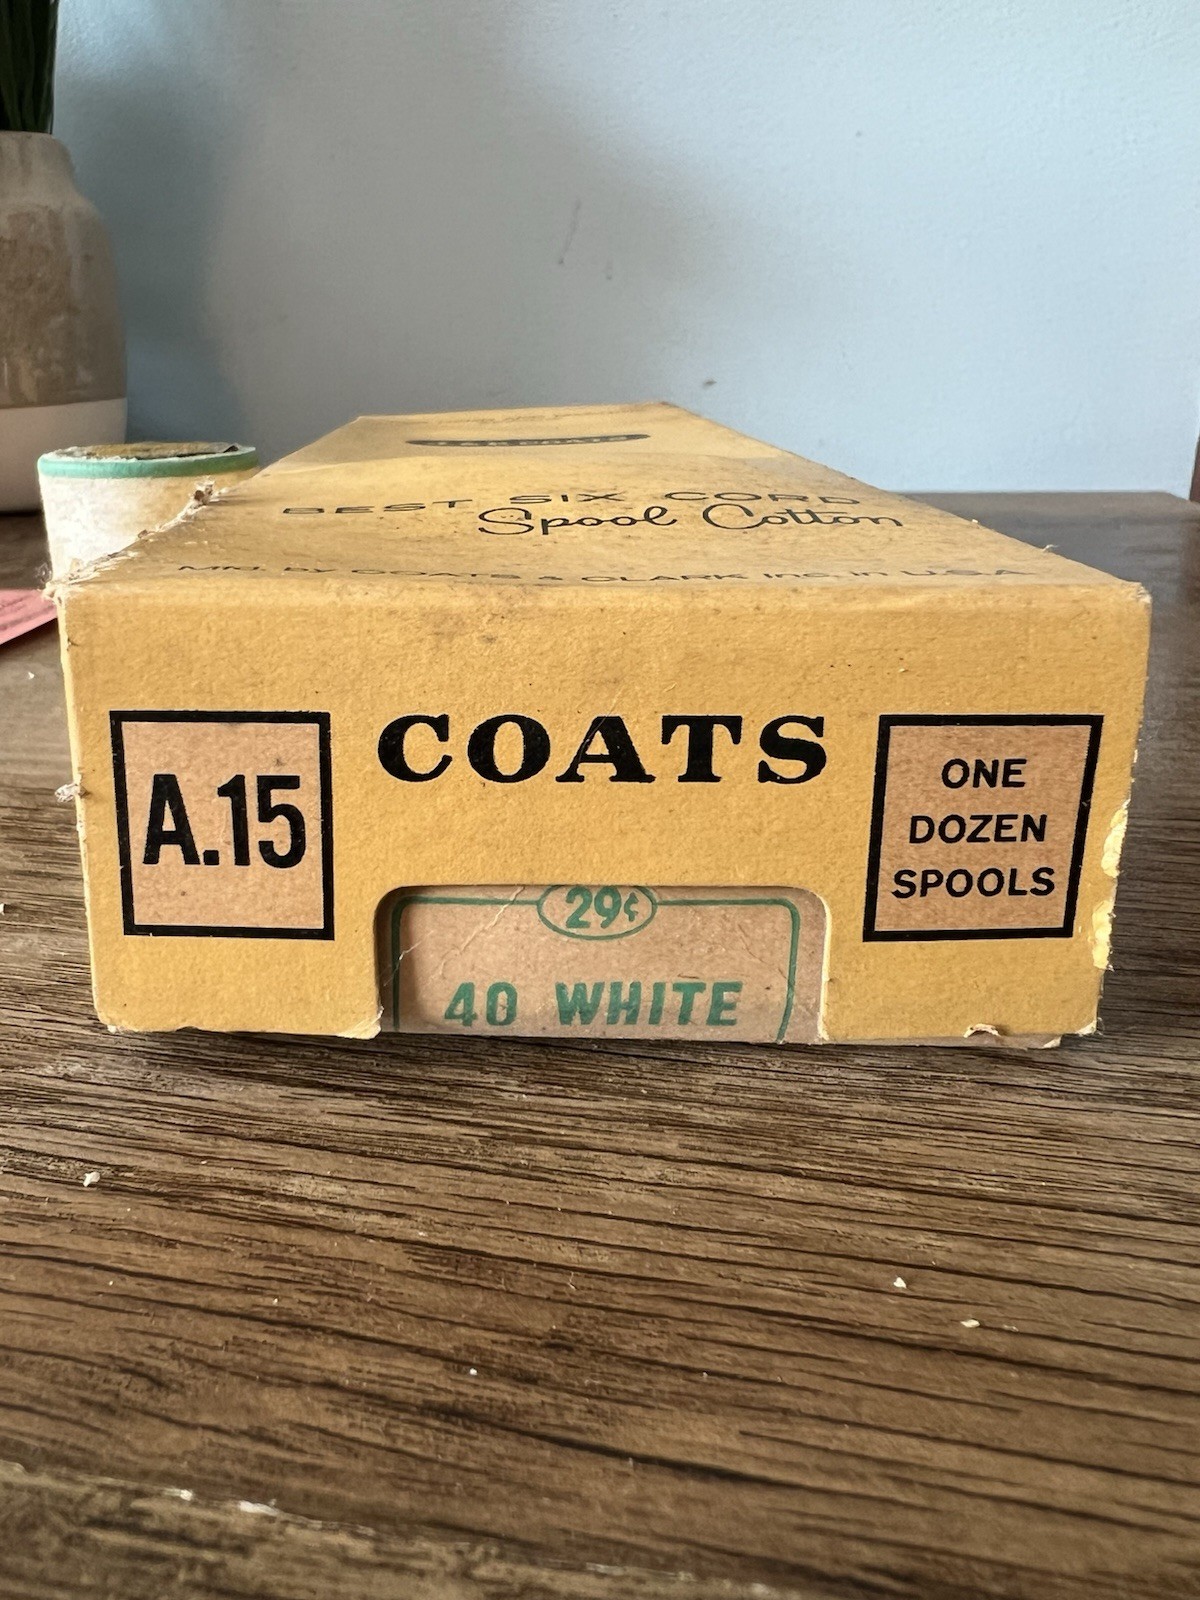 J. & P. COATS
BEST SIX CORD
Spool Cotton
Mfd. by COATS & CLARK Inc. in U.S.A.
A.15
COATS
ONE
DOZEN
SPOOLS
29¢
40 WHITE